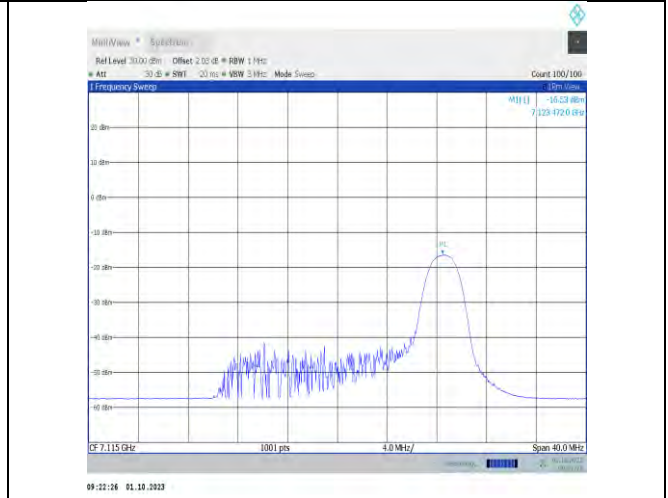 MultiView
Spectrum
Ref Level 30.00 dBm Offset 2.03 dB RBW 1 MHz
Att 30 dB SWT 20 ms VBW 3 MHz Mode Sweep Count 100/100
1 Frequency Sweep 1Rm View
M1[1] -16.53 dBm
7.123 4720 GHz
20 dBm
10 dBm
0 dBm
-10 dBm
M1
-20 dBm
-30 dBm
-40 dBm
-50 dBm
-60 dBm
CF 7.115 GHz 1001 pts 4.0 MHz/ Span 40.0 MHz
09:22:26 01.10.2023